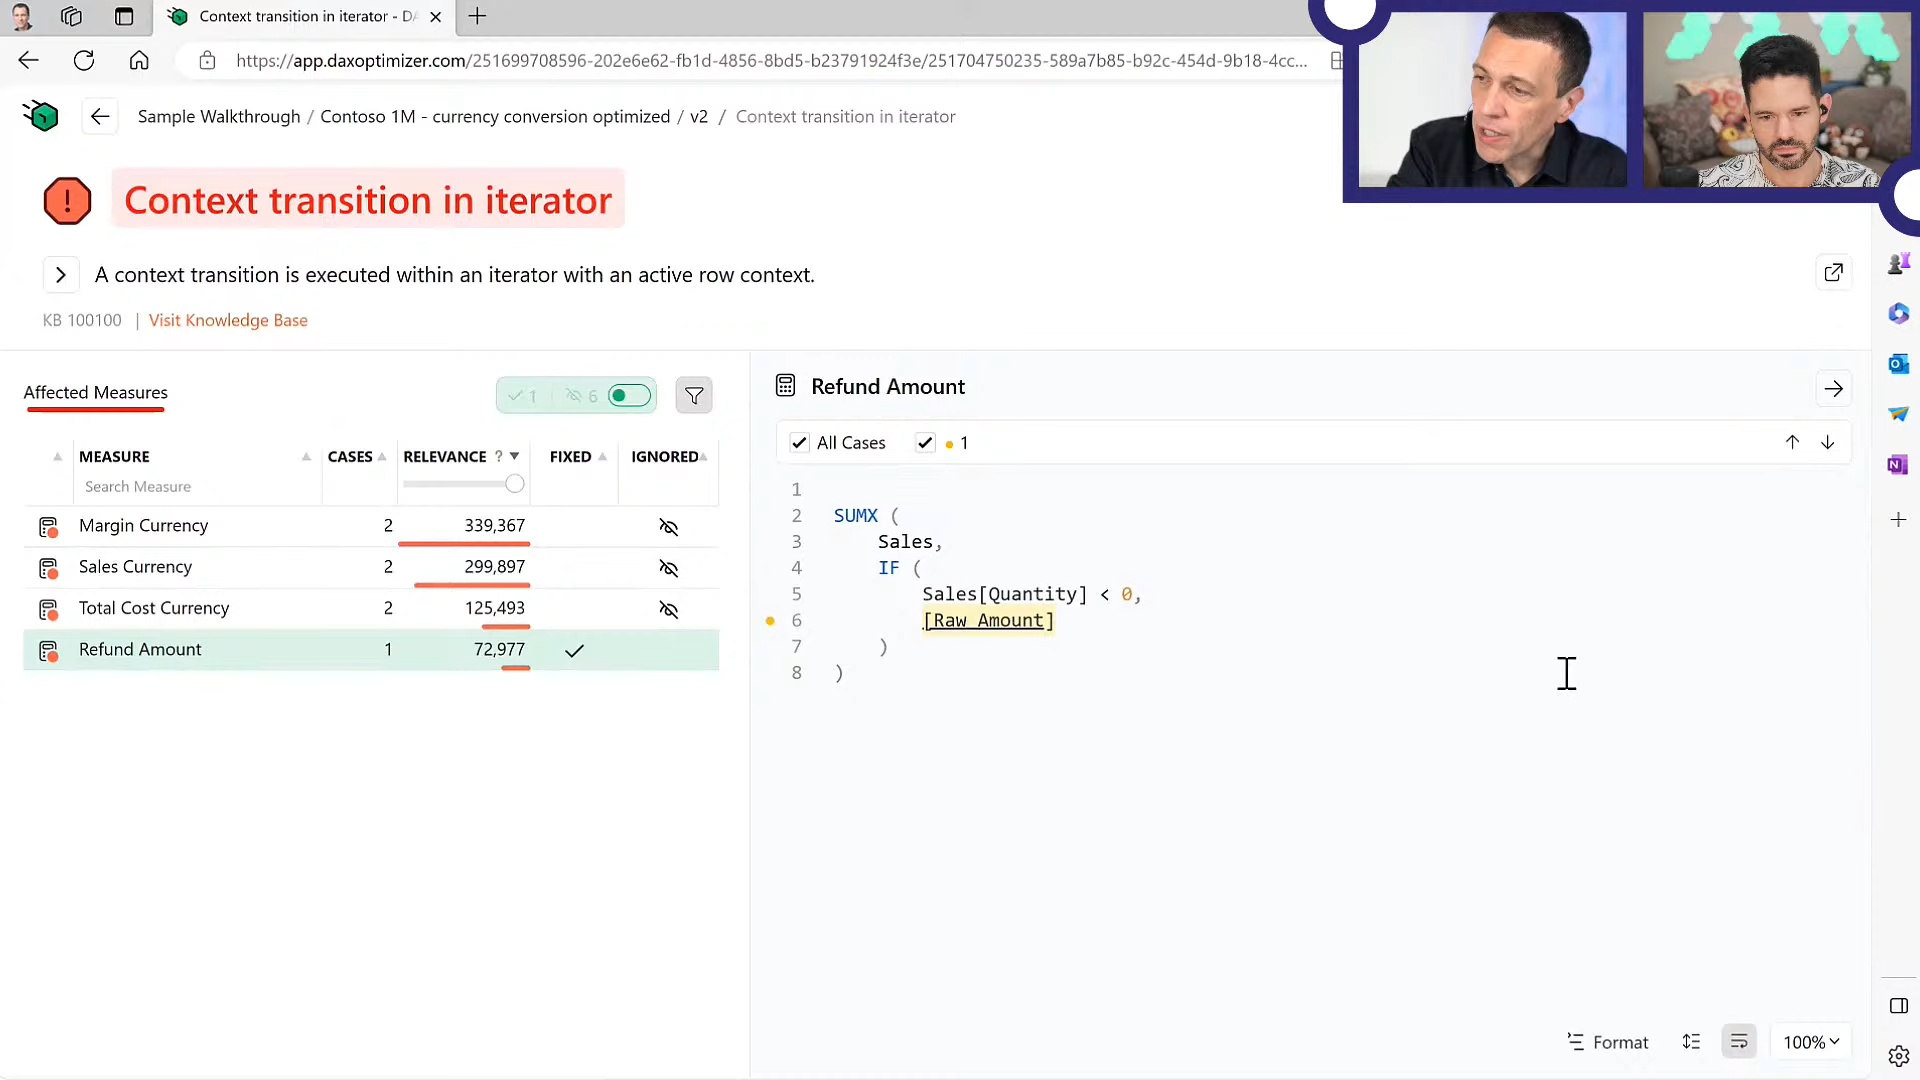 Context transition in iterator - DA
https://app.daxoptimizer.com/251699708596-202e6e62-fb1d-4856-8bd5-b23791924f3e/251704750235-589a7b85-b92c-454d-9b18-4cc...
Sample Walkthrough / Contoso 1M - currency conversion optimized / v2 / Context transition in iterator
Context transition in iterator
A context transition is executed within an iterator with an active row context.
KB 100100 | Visit Knowledge Base
Affected Measures
1 | 6
MEASURE CASES RELEVANCE ? FIXED IGNORED
Search Measure
Margin Currency 2 339,367
Sales Currency 2 299,897
Total Cost Currency 2 125,493
Refund Amount 1 72,977
Refund Amount
All Cases 1
1
2 SUMX (
3 Sales,
4 IF (
5 Sales[Quantity] < 0,
6 [Raw Amount]
7 )
8 )
Format 100%